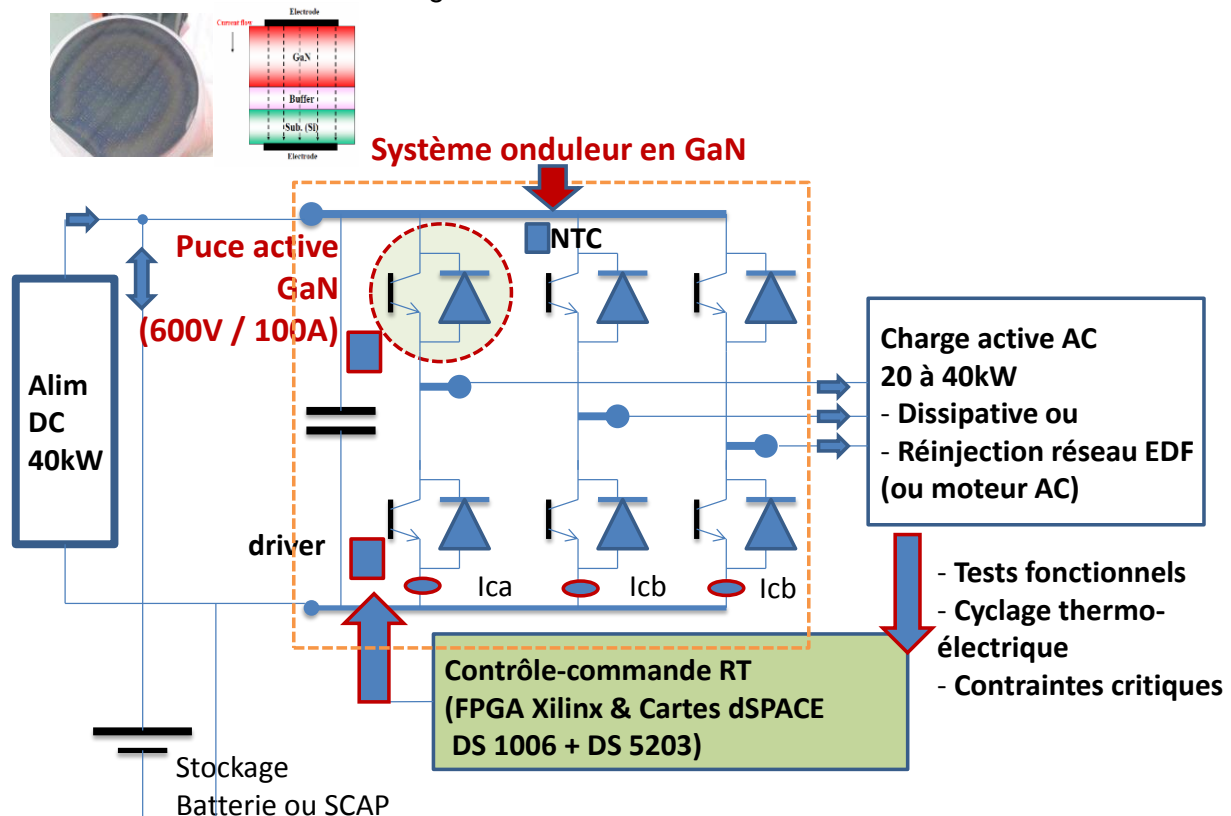 Current flow
Electrode
GaN
Buffer
Sub. (Si)
Electrode
Système onduleur en GaN
NTC
Puce active
GaN
(600V / 100A)
Alim
DC
40kW
Charge active AC
20 à 40kW
- Dissipative ou
- Réinjection réseau EDF
(ou moteur AC)
driver
Ica
Icb
Icb
- Tests fonctionnels
- Cyclage thermo-
électrique
- Contraintes critiques
Contrôle-commande RT
(FPGA Xilinx & Cartes dSPACE
DS 1006 + DS 5203)
Stockage
Batterie ou SCAP